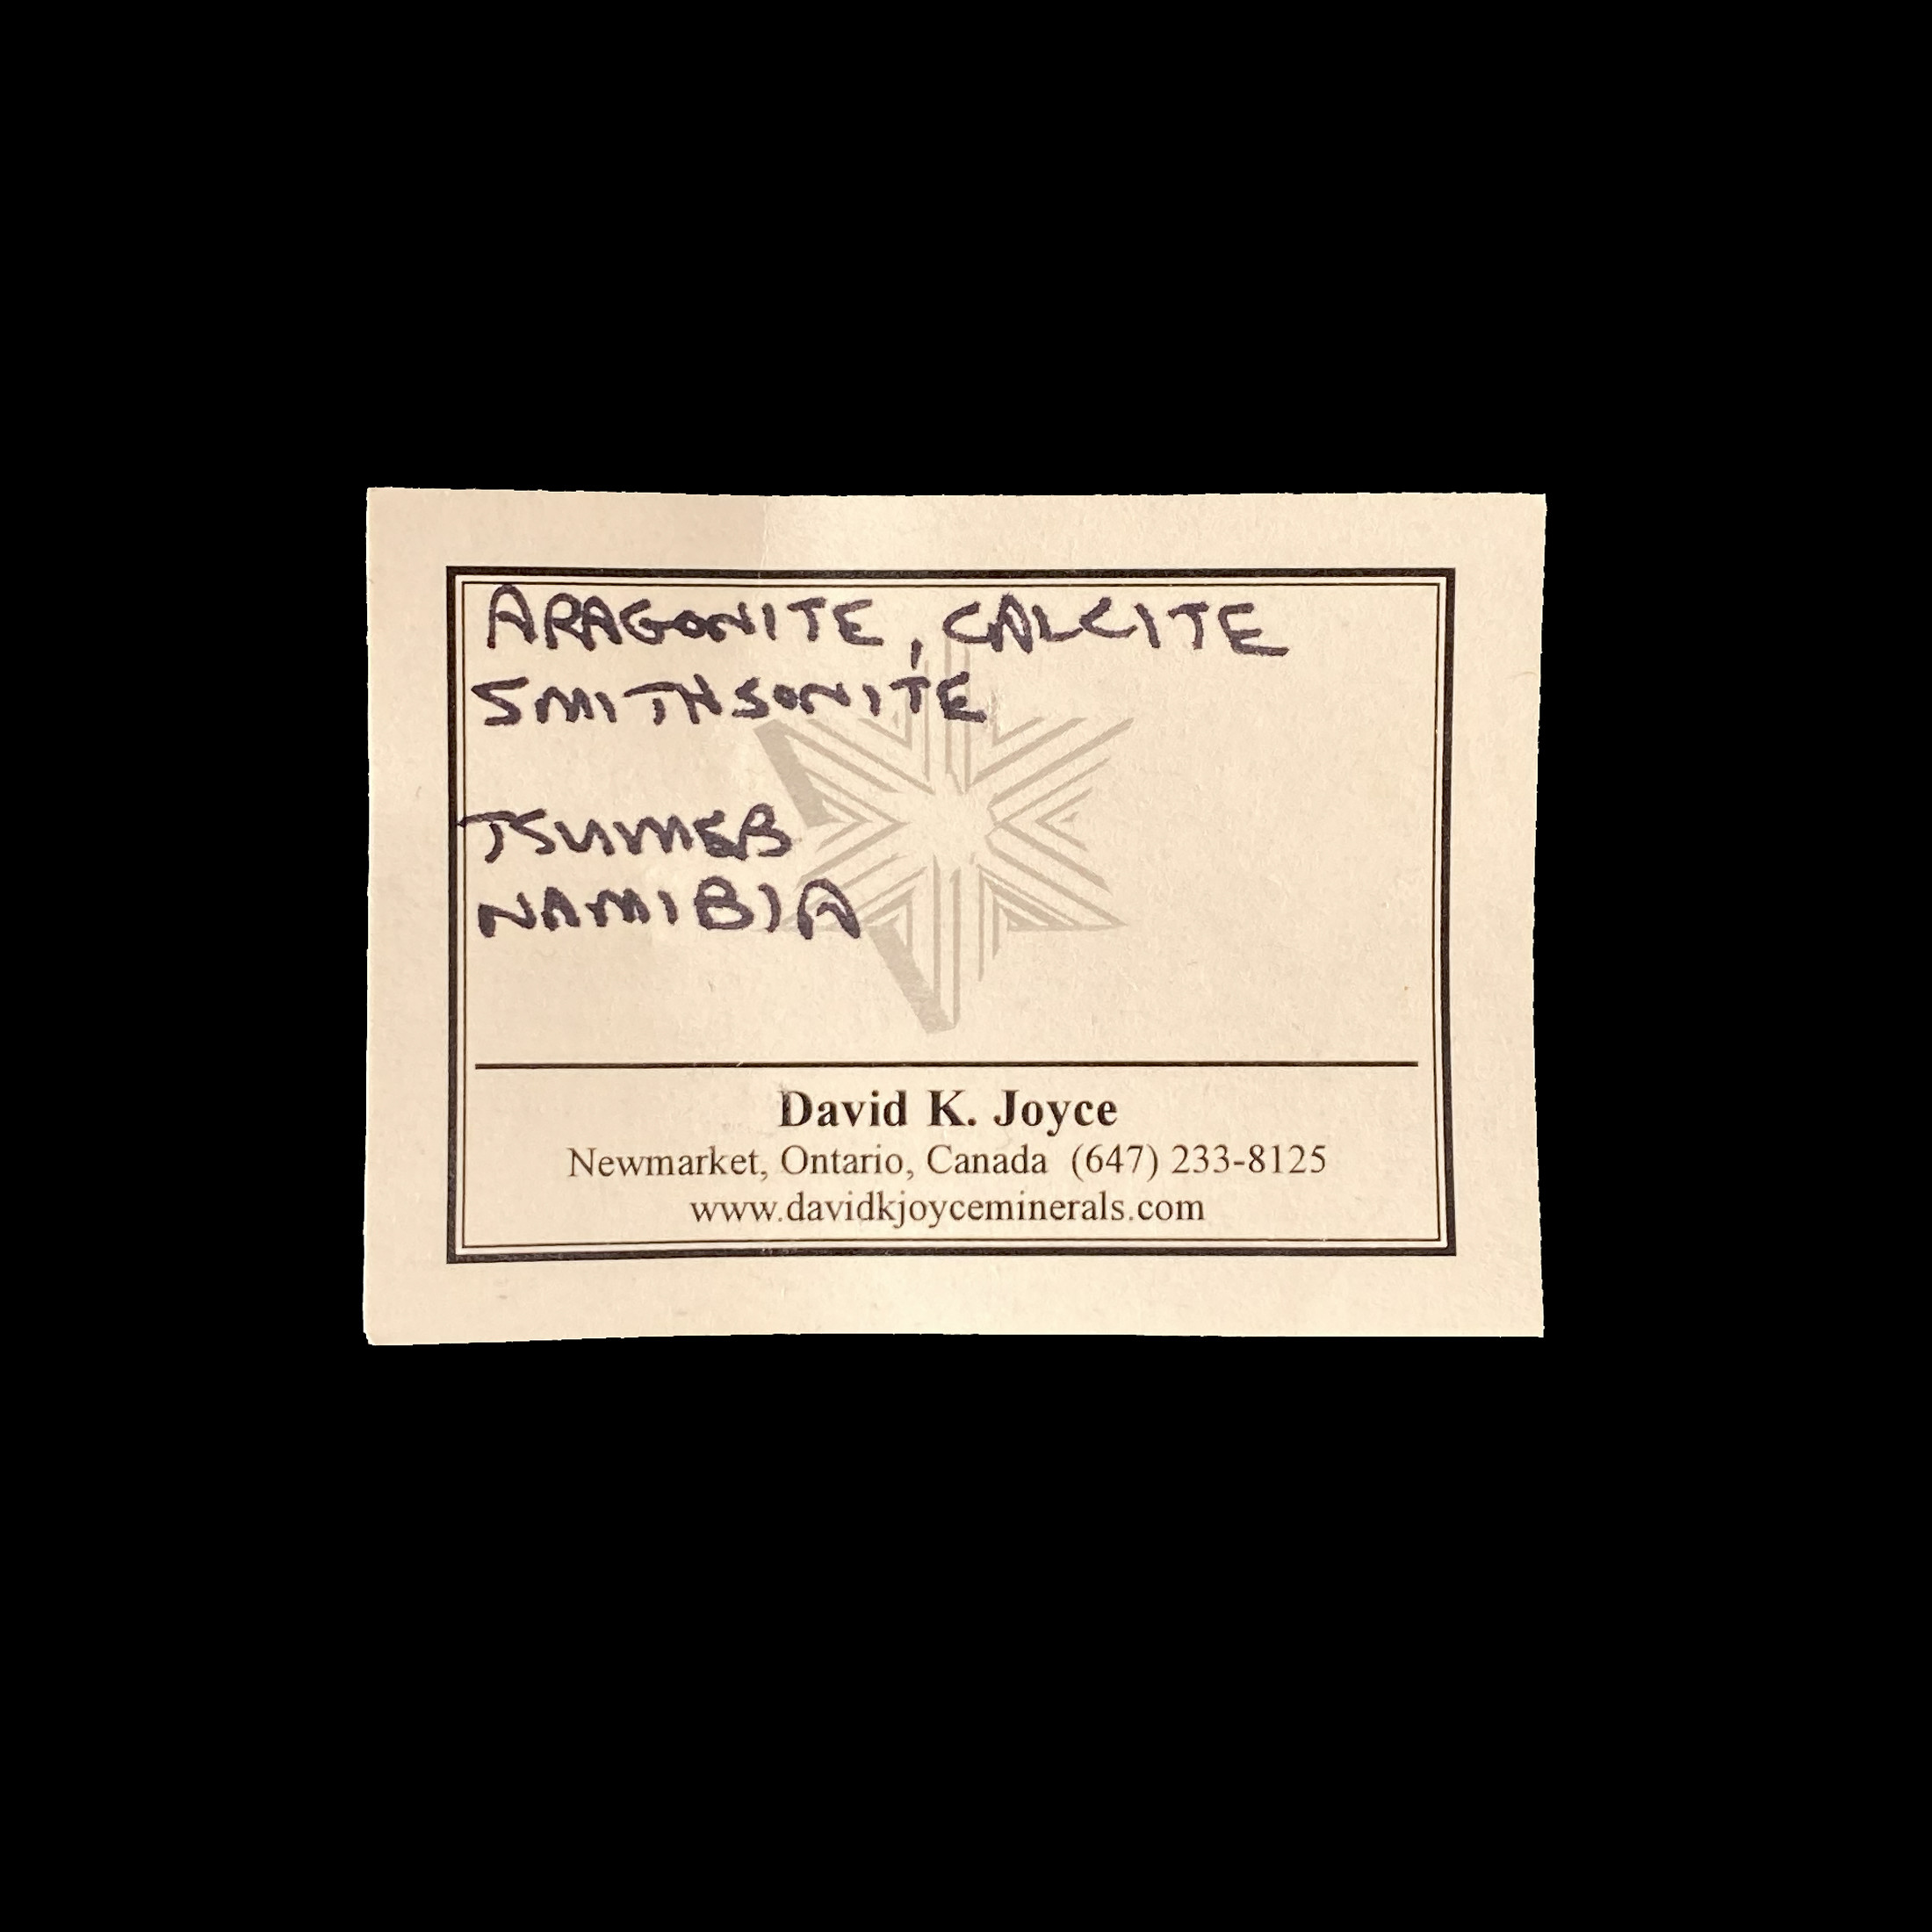 ARAGONITE, CALCITE
SMITHSONITE
TSUMEB
NAMIBIA
David K. Joyce
Newmarket, Ontario, Canada (647) 233-8125
www.davidkjoyceminerals.com